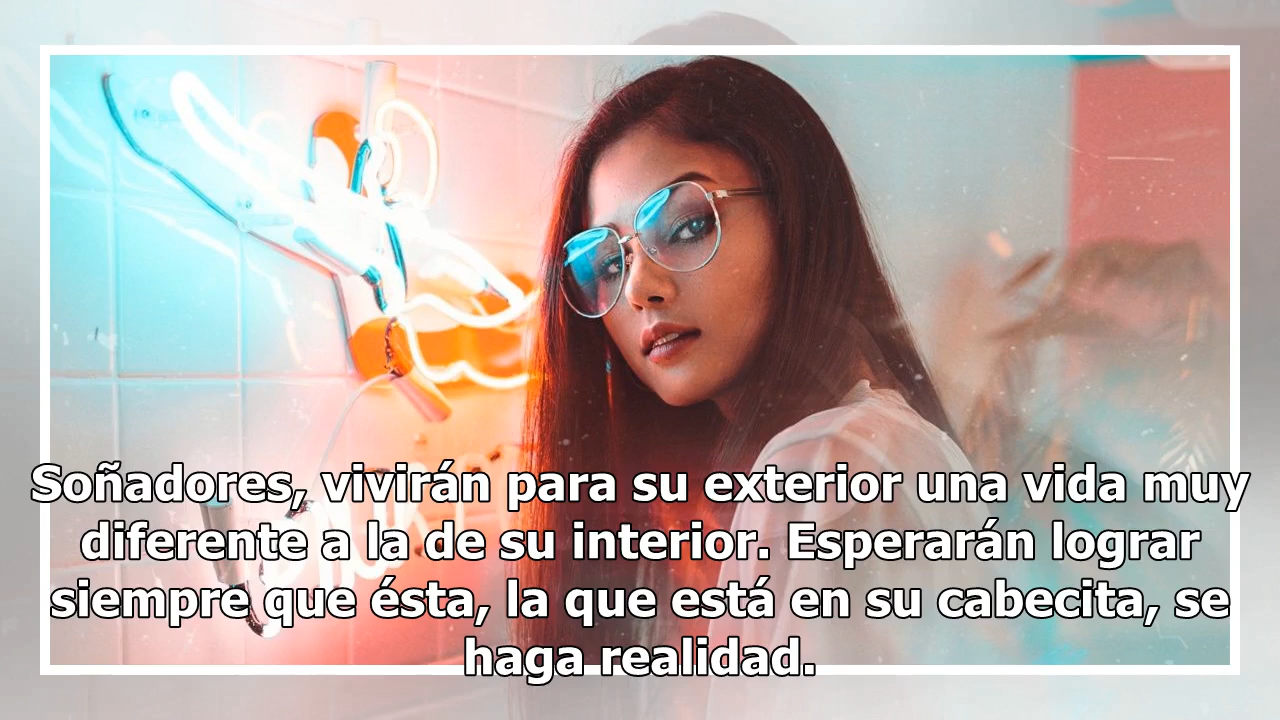 Soñadores, vivirán para su exterior una vida muy
diferente a la de su interior. Esperarán lograr
siempre que ésta, la que está en su cabecita, se
haga realidad.